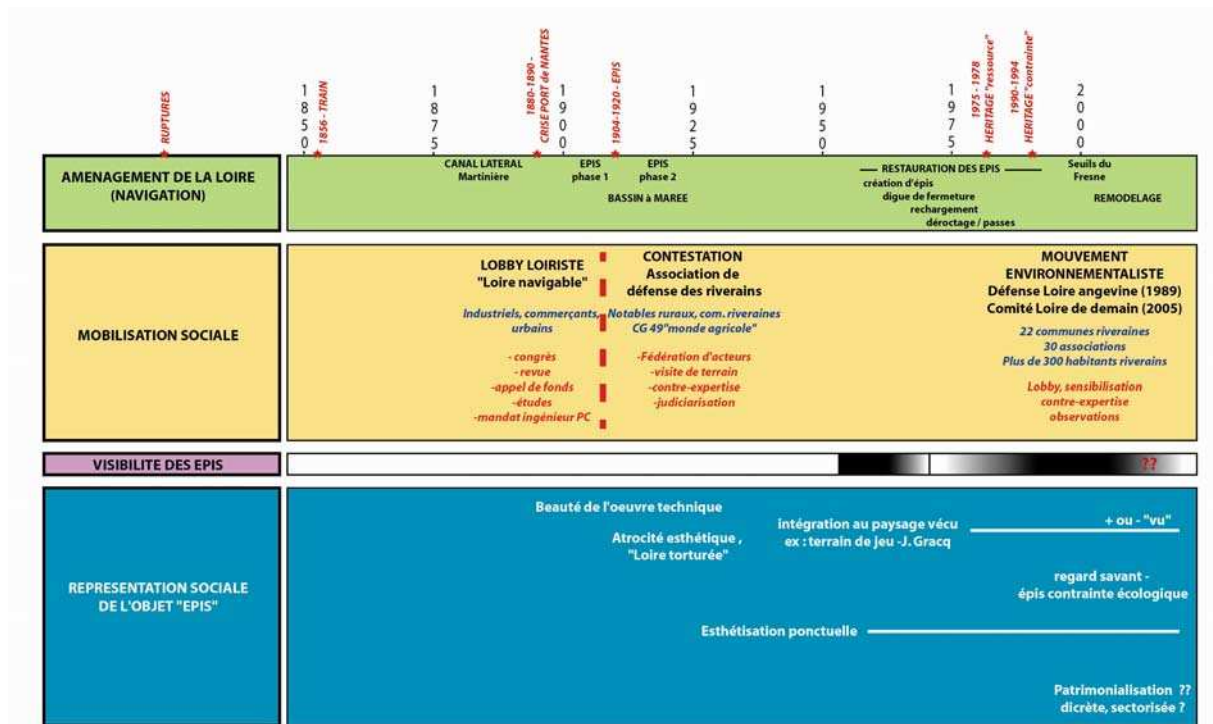 RUPTURES
1850
1856 - TRAIN
1875
1880-1890 -
CRISE PORT de NANTES
1900
1904-1920 - EPIS
1925
1950
1975
1975 - 1978
HERITAGE "ressource"
1990-1994
HERITAGE "contrainte"
2000
AMENAGEMENT DE LA LOIRE
(NAVIGATION)
CANAL LATERAL
Martinière
EPIS
phase 1
EPIS
phase 2
BASSIN à MAREE
RESTAURATION DES EPIS
création d'épis
digue de fermeture
rechargement
déroctage / passes
Seuils du
Fresne
REMODELAGE
MOBILISATION SOCIALE
LOBBY LOIRISTE
"Loire navigable"
Industriels, commerçants,
urbains
- congrès
- revue
-appel de fonds
-études
-mandat ingénieur PC
CONTESTATION
Association de
défense des riverains
Notables ruraux, com. riveraines
CG 49"monde agricole"
-Fédération d'acteurs
-visite de terrain
-contre-expertise
-judiciarisation
MOUVEMENT
ENVIRONNEMENTALISTE
Défense Loire angevine (1989)
Comité Loire de demain (2005)
22 communes riveraines
30 associations
Plus de 300 habitants riverains
Lobby, sensibilisation
contre-expertise
observations
VISIBILITE DES EPIS
??
REPRESENTATION SOCIALE
DE L'OBJET "EPIS"
Beauté de l'oeuvre technique
Atrocité esthétique ,
"Loire torturée"
intégration au paysage vécu
ex : terrain de jeu -J. Gracq
+ ou - "vu"
regard savant -
épis contrainte écologique
Esthétisation ponctuelle
Patrimonialisation ??
dicrète, sectorisée ?